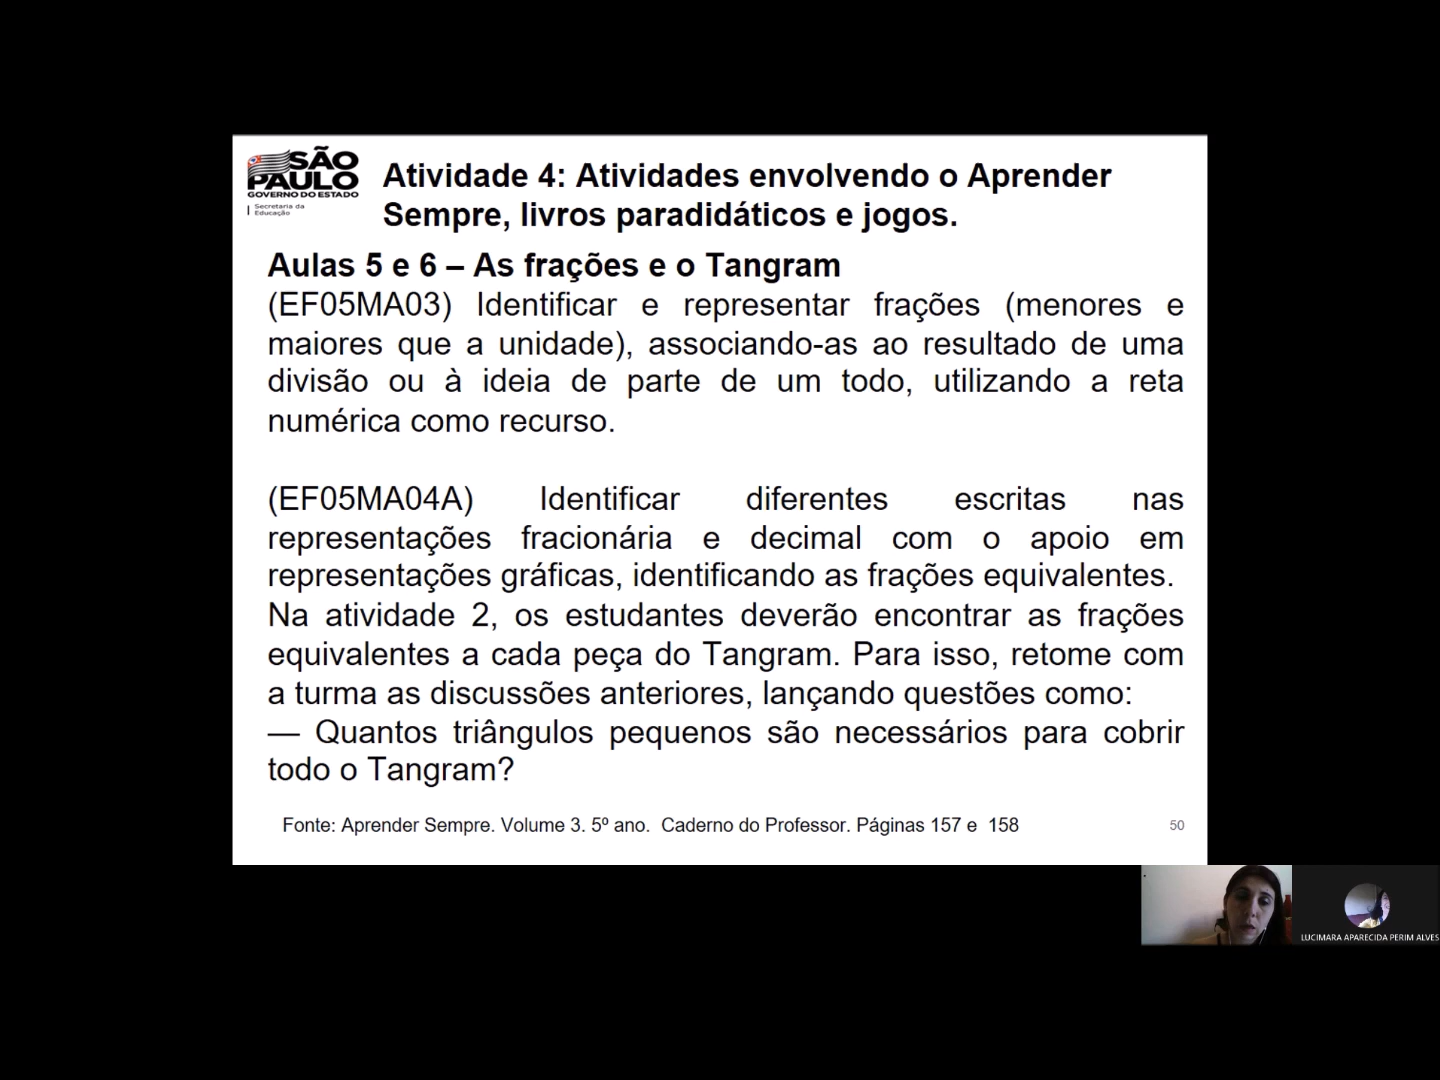 SÃO
PAULO
GOVERNO DO ESTADO
Secretaria da
Educação
Atividade 4: Atividades envolvendo o Aprender
Sempre, livros paradidáticos e jogos.
Aulas 5 e 6 – As frações e o Tangram
(EF05MA03) Identificar e representar frações (menores e
maiores que a unidade), associando-as ao resultado de uma
divisão ou à ideia de parte de um todo, utilizando a reta
numérica como recurso.
(EF05MA04A) Identificar diferentes escritas nas
representações fracionária e decimal com o apoio em
representações gráficas, identificando as frações equivalentes.
Na atividade 2, os estudantes deverão encontrar as frações
equivalentes a cada peça do Tangram. Para isso, retome com
a turma as discussões anteriores, lançando questões como:
— Quantos triângulos pequenos são necessários para cobrir
todo o Tangram?
Fonte: Aprender Sempre. Volume 3. 5º ano. Caderno do Professor. Páginas 157 e 158
50
LUCIMARA APARECIDA PERIM ALVES